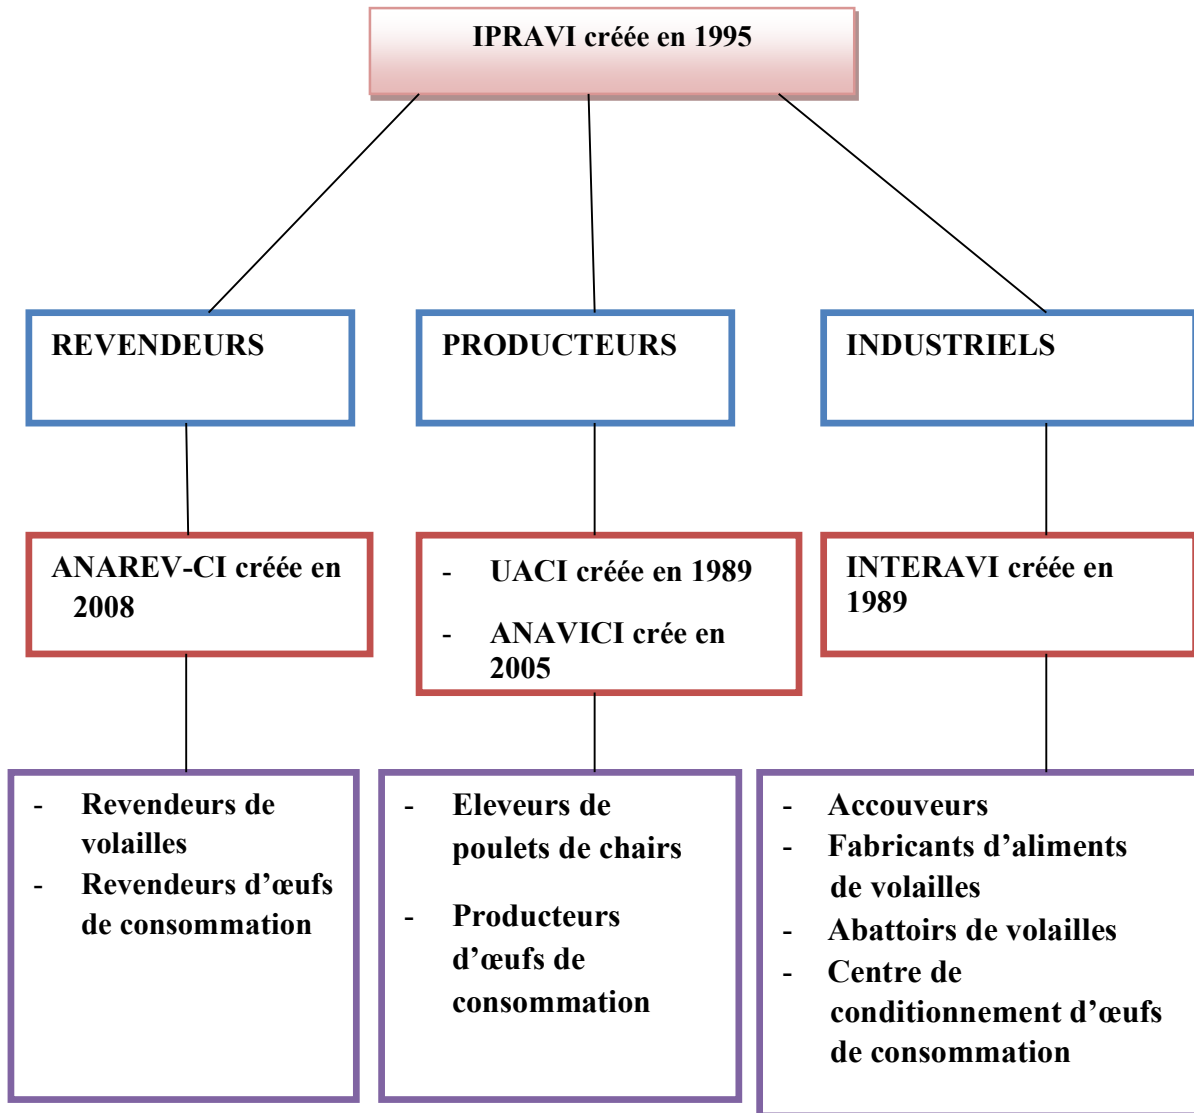 IPRAVI créée en 1995
REVENDEURS
PRODUCTEURS
INDUSTRIELS
ANAREV-CI créée en
2008
- UACI créée en 1989
- ANAVICI crée en
2005
INTERAVI créée en
1989
- Revendeurs de
volailles
- Revendeurs d’œufs
de consommation
- Eleveurs de
poulets de chairs
- Producteurs
d’œufs de
consommation
- Accouveurs
- Fabricants d’aliments
de volailles
- Abattoirs de volailles
- Centre de
conditionnement d’œufs
de consommation